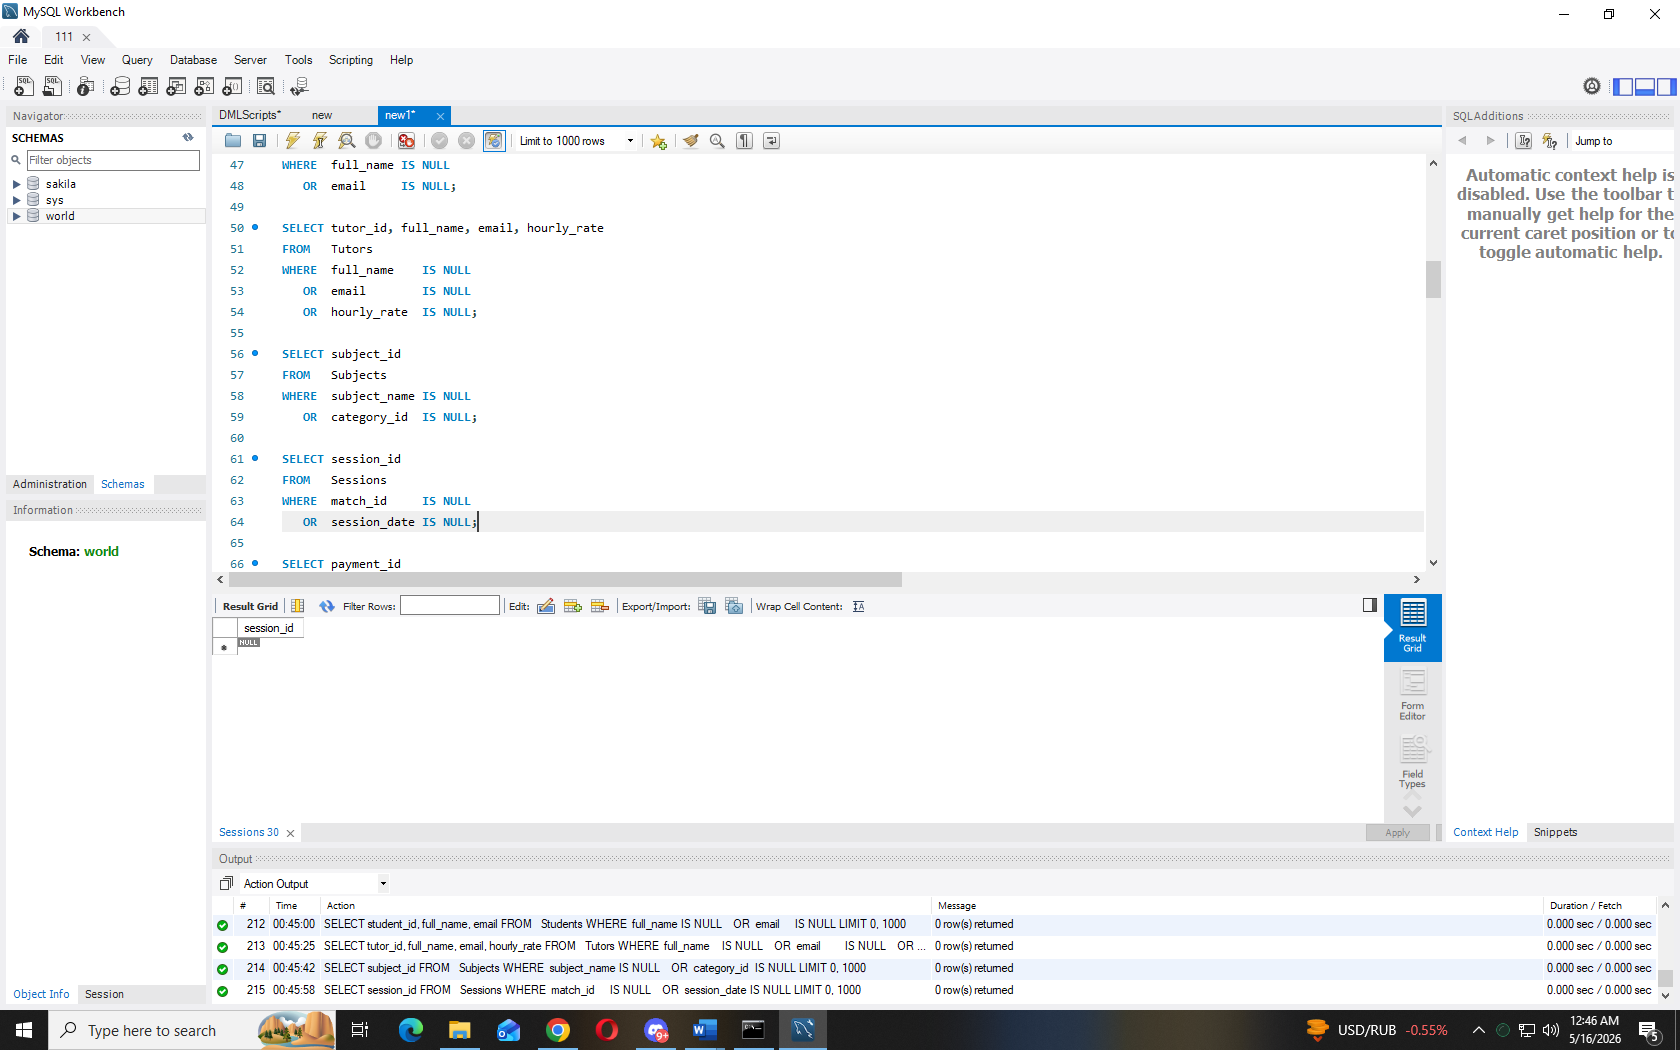 MySQL Workbench
111
File Edit View Query Database Server Tools Scripting Help
Navigator
SCHEMAS
Filter objects
sakila
sys
world
Administration Schemas
Information
Schema: world
Object Info Session
DMLScripts* new new1*
Limit to 1000 rows
47 WHERE full_name IS NULL
48 OR email IS NULL;
49
50 SELECT tutor_id, full_name, email, hourly_rate
51 FROM Tutors
52 WHERE full_name IS NULL
53 OR email IS NULL
54 OR hourly_rate IS NULL;
55
56 SELECT subject_id
57 FROM Subjects
58 WHERE subject_name IS NULL
59 OR category_id IS NULL;
60
61 SELECT session_id
62 FROM Sessions
63 WHERE match_id IS NULL
64 OR session_date IS NULL;
65
66 SELECT payment_id
Result Grid Filter Rows: Edit: Export/Import: Wrap Cell Content:
session_id
NULL
Result
Grid
Form
Editor
Field
Types
Sessions 30
Apply
SQLAdditions
Jump to
Automatic context help is
disabled. Use the toolbar t
manually get help for the
current caret position or to
toggle automatic help.
Context Help Snippets
Output
Action Output
# Time Action Message Duration / Fetch
212 00:45:00 SELECT student_id, full_name, email FROM Students WHERE full_name IS NULL OR email IS NULL LIMIT 0, 1000 0 row(s) returned 0.000 sec / 0.000 sec
213 00:45:25 SELECT tutor_id, full_name, email, hourly_rate FROM Tutors WHERE full_name IS NULL OR email IS NULL OR ... 0 row(s) returned 0.000 sec / 0.000 sec
214 00:45:42 SELECT subject_id FROM Subjects WHERE subject_name IS NULL OR category_id IS NULL LIMIT 0, 1000 0 row(s) returned 0.000 sec / 0.000 sec
215 00:45:58 SELECT session_id FROM Sessions WHERE match_id IS NULL OR session_date IS NULL LIMIT 0, 1000 0 row(s) returned 0.000 sec / 0.000 sec
Type here to search
9+
USD/RUB -0.55%
12:46 AM
5/16/2026
5